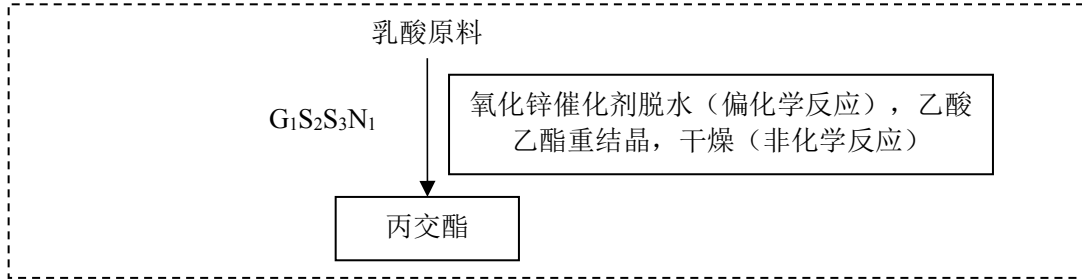 乳酸原料
G₁S₂S₃N₁
氧化锌催化剂脱水（偏化学反应），乙酸
乙酯重结晶，干燥（非化学反应）
丙交酯